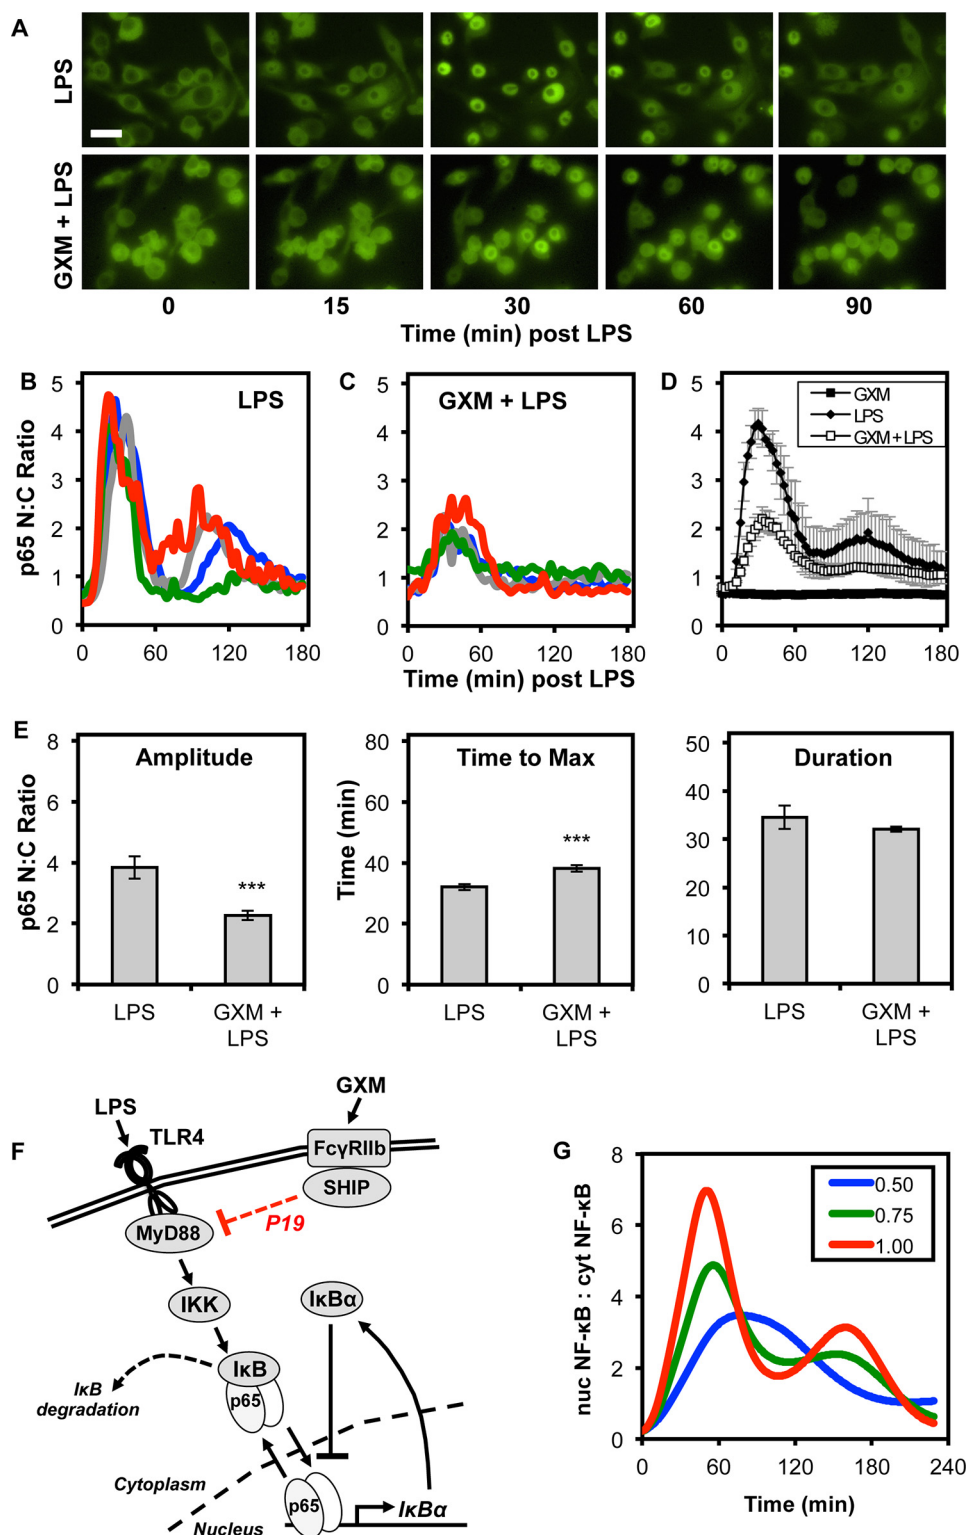 A
LPS
GXM + LPS
0 15 30 60 90
Time (min) post LPS
B
LPS
p65 N:C Ratio
5
4
3
2
1
0
0 60 120 180
C
GXM + LPS
5
4
3
2
1
0
0 60 120 180
Time (min) post LPS
D
GXM
LPS
GXM + LPS
5
4
3
2
1
0
0 60 120 180
E
Amplitude
p65 N:C Ratio
8
6
4
2
0
***
LPS GXM +
LPS
Time to Max
Time (min)
80
60
40
20
0
***
LPS GXM +
LPS
Duration
50
40
30
20
10
0
LPS GXM +
LPS
F
GXM
LPS
TLR4
FcγRIIb
SHIP
P19
MyD88
IKK
IκBα
IκB
p65
IκB
degradation
Cytoplasm
p65
IκBα
Nucleus
G
nuc NF-κB : cyt NF-κB
8
6
4
2
0
0.50
0.75
1.00
0 60 120 180 240
Time (min)